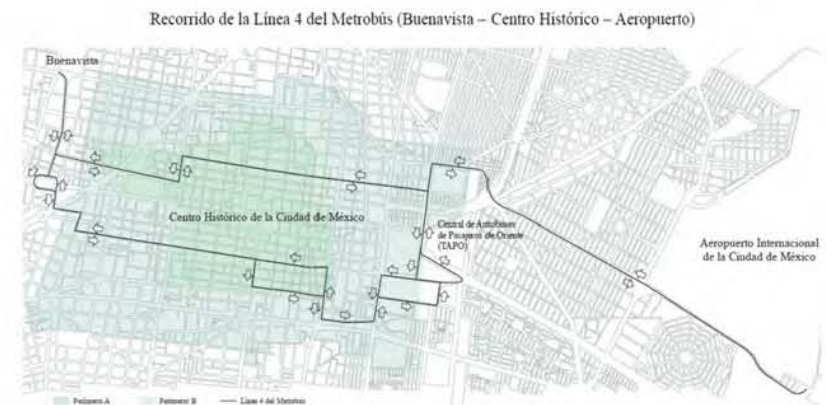 Recorrido de la Línea 4 del Metrobús (Buenavista – Centro Histórico – Aeropuerto)
Buenavista
Centro Histórico de la Ciudad de México
Central de Autobuses
de Pasajeros de Oriente
(TAPO)
Aeropuerto Internacional
de la Ciudad de México
Perímetro A
Perímetro B
Línea 4 del Metrobús